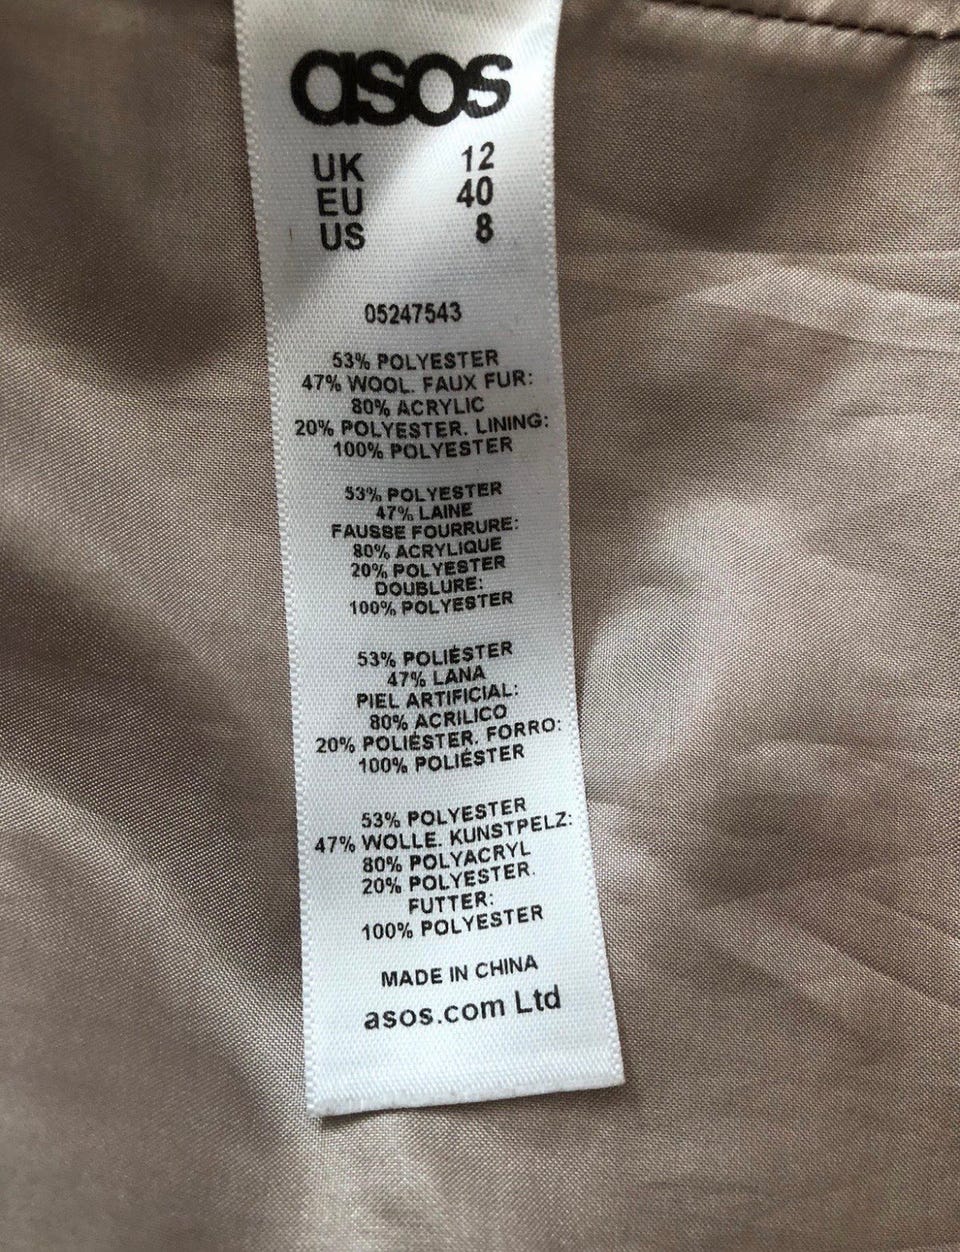 asos
UK 12
EU 40
US 8
05247543
53% POLYESTER
47% WOOL. FAUX FUR:
80% ACRYLIC
20% POLYESTER. LINING:
100% POLYESTER
53% POLYESTER
47% LAINE
FAUSSE FOURRURE:
80% ACRYLIQUE
20% POLYESTER
DOUBLURE:
100% POLYESTER
53% POLIÉSTER
47% LANA
PIEL ARTIFICIAL:
80% ACRILICO
20% POLIÉSTER. FORRO:
100% POLIÉSTER
53% POLYESTER
47% WOLLE. KUNSTPELZ:
80% POLYACRYL
20% POLYESTER.
FUTTER:
100% POLYESTER
MADE IN CHINA
asos.com Ltd